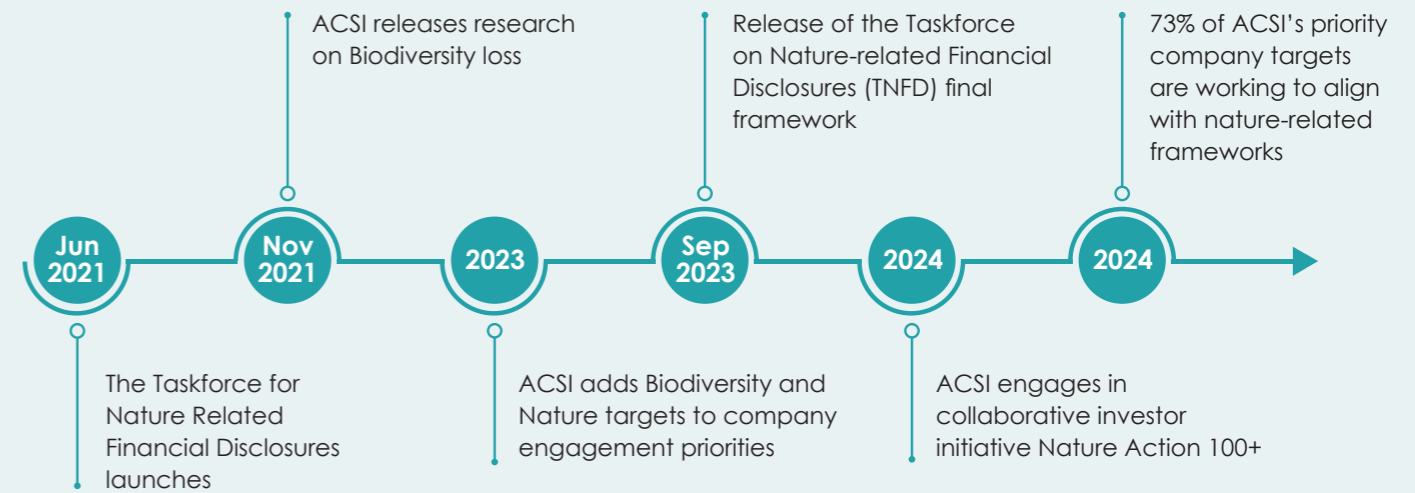 ACSI releases research
on Biodiversity loss
Release of the Taskforce
on Nature-related Financial
Disclosures (TNFD) final
framework
73% of ACSI’s priority
company targets
are working to align
with nature-related
frameworks
Jun
2021
Nov
2021
2023
Sep
2023
2024
2024
The Taskforce for
Nature Related
Financial Disclosures
launches
ACSI adds Biodiversity and
Nature targets to company
engagement priorities
ACSI engages in
collaborative investor
initiative Nature Action 100+